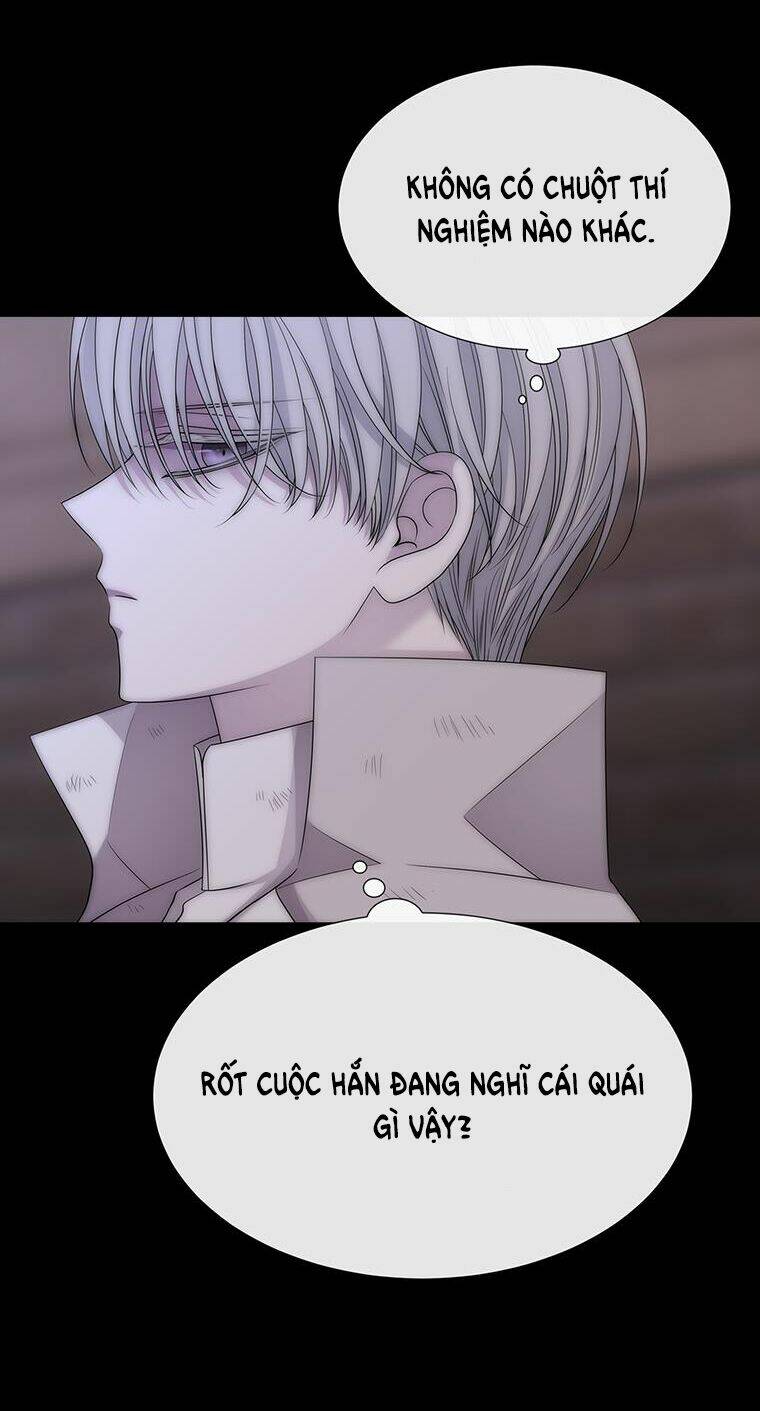 KHÔNG CÓ CHUỘT THÍ
NGHIỆM NÀO KHÁC.
RỐT CUỘC HẮN ĐANG NGHĨ CÁI QUÁI
GÌ VẬY?